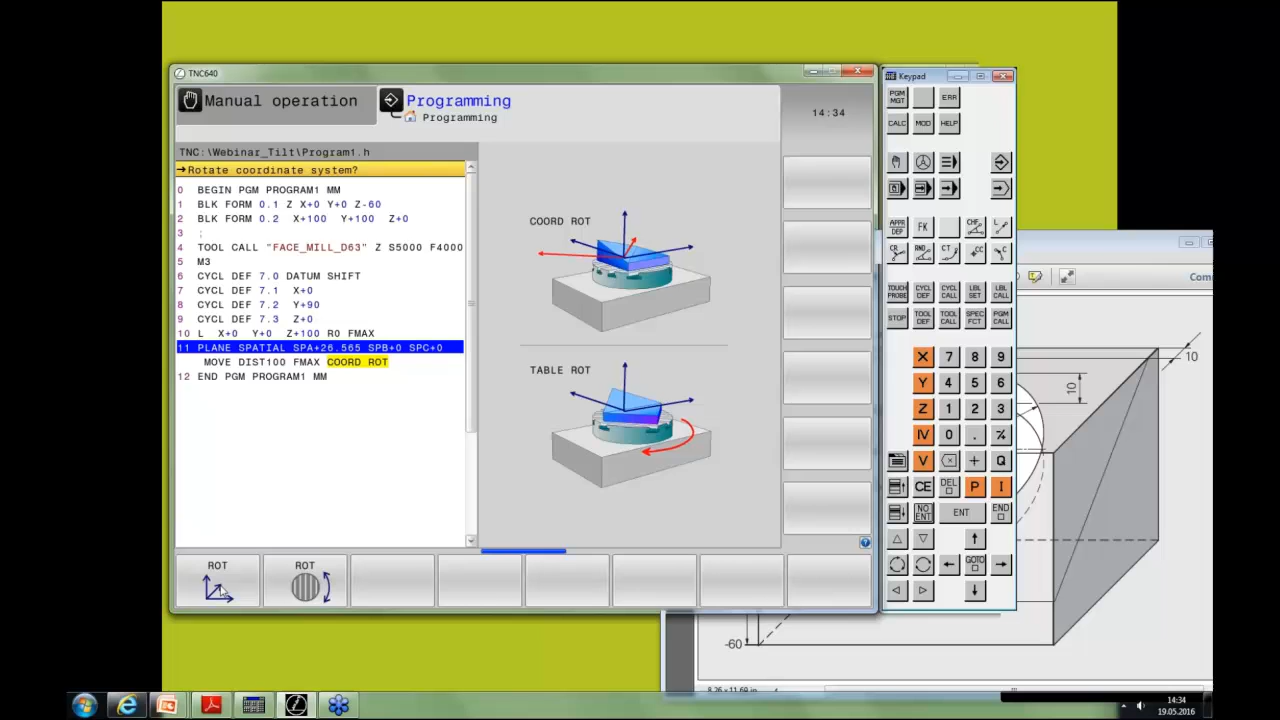 TNC640
Manual operation
Programming
Programming
14:34
TNC:\Webinar_Tilt\Program1.h
Rotate coordinate system?
0 BEGIN PGM PROGRAM1 MM
1 BLK FORM 0.1 Z X+0 Y+0 Z-60
2 BLK FORM 0.2 X+100 Y+100 Z+0
3 ;
4 TOOL CALL "FACE_MILL_D63" Z S5000 F4000
5 M3
6 CYCL DEF 7.0 DATUM SHIFT
7 CYCL DEF 7.1 X+0
8 CYCL DEF 7.2 Y+90
9 CYCL DEF 7.3 Z+0
10 L X+0 Y+0 Z+100 R0 FMAX
11 PLANE SPATIAL SPA+26.565 SPB+0 SPC+0
MOVE DIST100 FMAX COORD ROT
12 END PGM PROGRAM1 MM
COORD ROT
TABLE ROT
ROT
ROT
Keypad
PGM MGT
ERR
CALC
MOD
HELP
APPR DEP
FK
CHF
L
CR
RND
CT
CC
C
TOUCH PROBE
CYCL DEF
CYCL CALL
LBL SET
LBL CALL
STOP
TOOL DEF
TOOL CALL
SPEC FCT
PGM CALL
X 7 8 9
Y 4 5 6
Z 1 2 3
IV 0 .
V + Q
CE
DEL
P
I
NO ENT
ENT
END
GOTO
Com
10
10
-60
8.26 x 11.69 in
14:34
19.05.2016